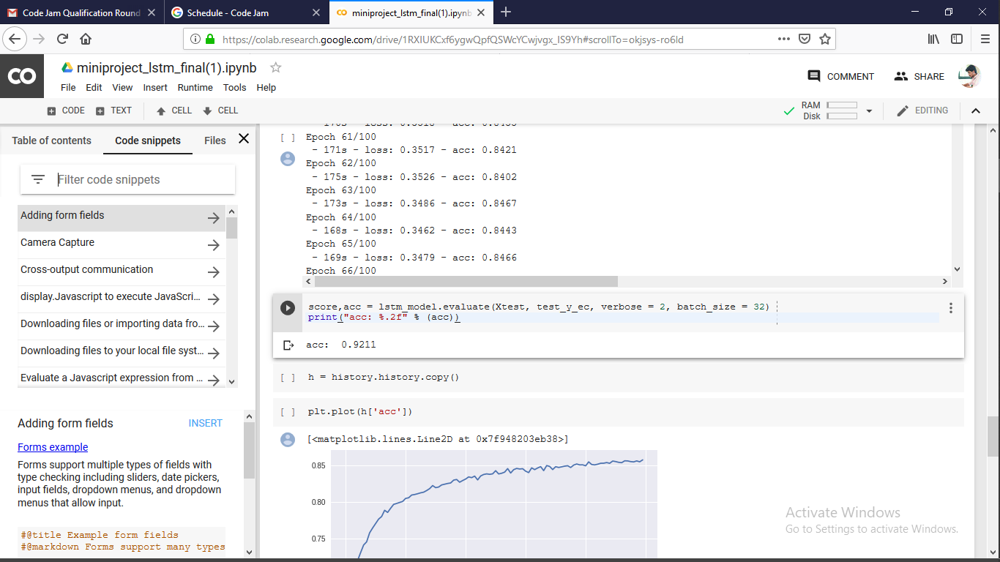 Code Jam Qualification Round
Schedule - Code Jam
miniproject_lstm_final(1).ipynb
https://colab.research.google.com/drive/1RXIUKCxf6ygwQpfQSWcYCwjvgx_IS9Yh#scrollTo=okjsys-ro6ld
CO
miniproject_lstm_final(1).ipynb
COMMENT
SHARE
File Edit View Insert Runtime Tools Help
CODE TEXT CELL CELL
RAM
Disk
EDITING
Table of contents Code snippets Files
Filter code snippets
Adding form fields
Camera Capture
Cross-output communication
display.Javascript to execute JavaScri...
Downloading files or importing data fro...
Downloading files to your local file syst...
Evaluate a Javascript expression from ...
Adding form fields INSERT
Forms example
Forms support multiple types of fields with
type checking including sliders, date pickers,
input fields, dropdown menus, and dropdown
menus that allow input.
#@title Example form fields
#@markdown Forms support many types
[ ] Epoch 61/100
- 171s - loss: 0.3517 - acc: 0.8421
Epoch 62/100
- 175s - loss: 0.3526 - acc: 0.8402
Epoch 63/100
- 173s - loss: 0.3486 - acc: 0.8467
Epoch 64/100
- 168s - loss: 0.3462 - acc: 0.8443
Epoch 65/100
- 169s - loss: 0.3479 - acc: 0.8466
Epoch 66/100
score,acc = lstm_model.evaluate(Xtest, test_y_ec, verbose = 2, batch_size = 32)
print("acc: %.2f" % (acc))
acc:  0.9211
[ ] h = history.history.copy()
[ ] plt.plot(h['acc'])
[<matplotlib.lines.Line2D at 0x7f948203eb38>]
0.85
0.80
0.75
Activate Windows
Go to Settings to activate Windows.